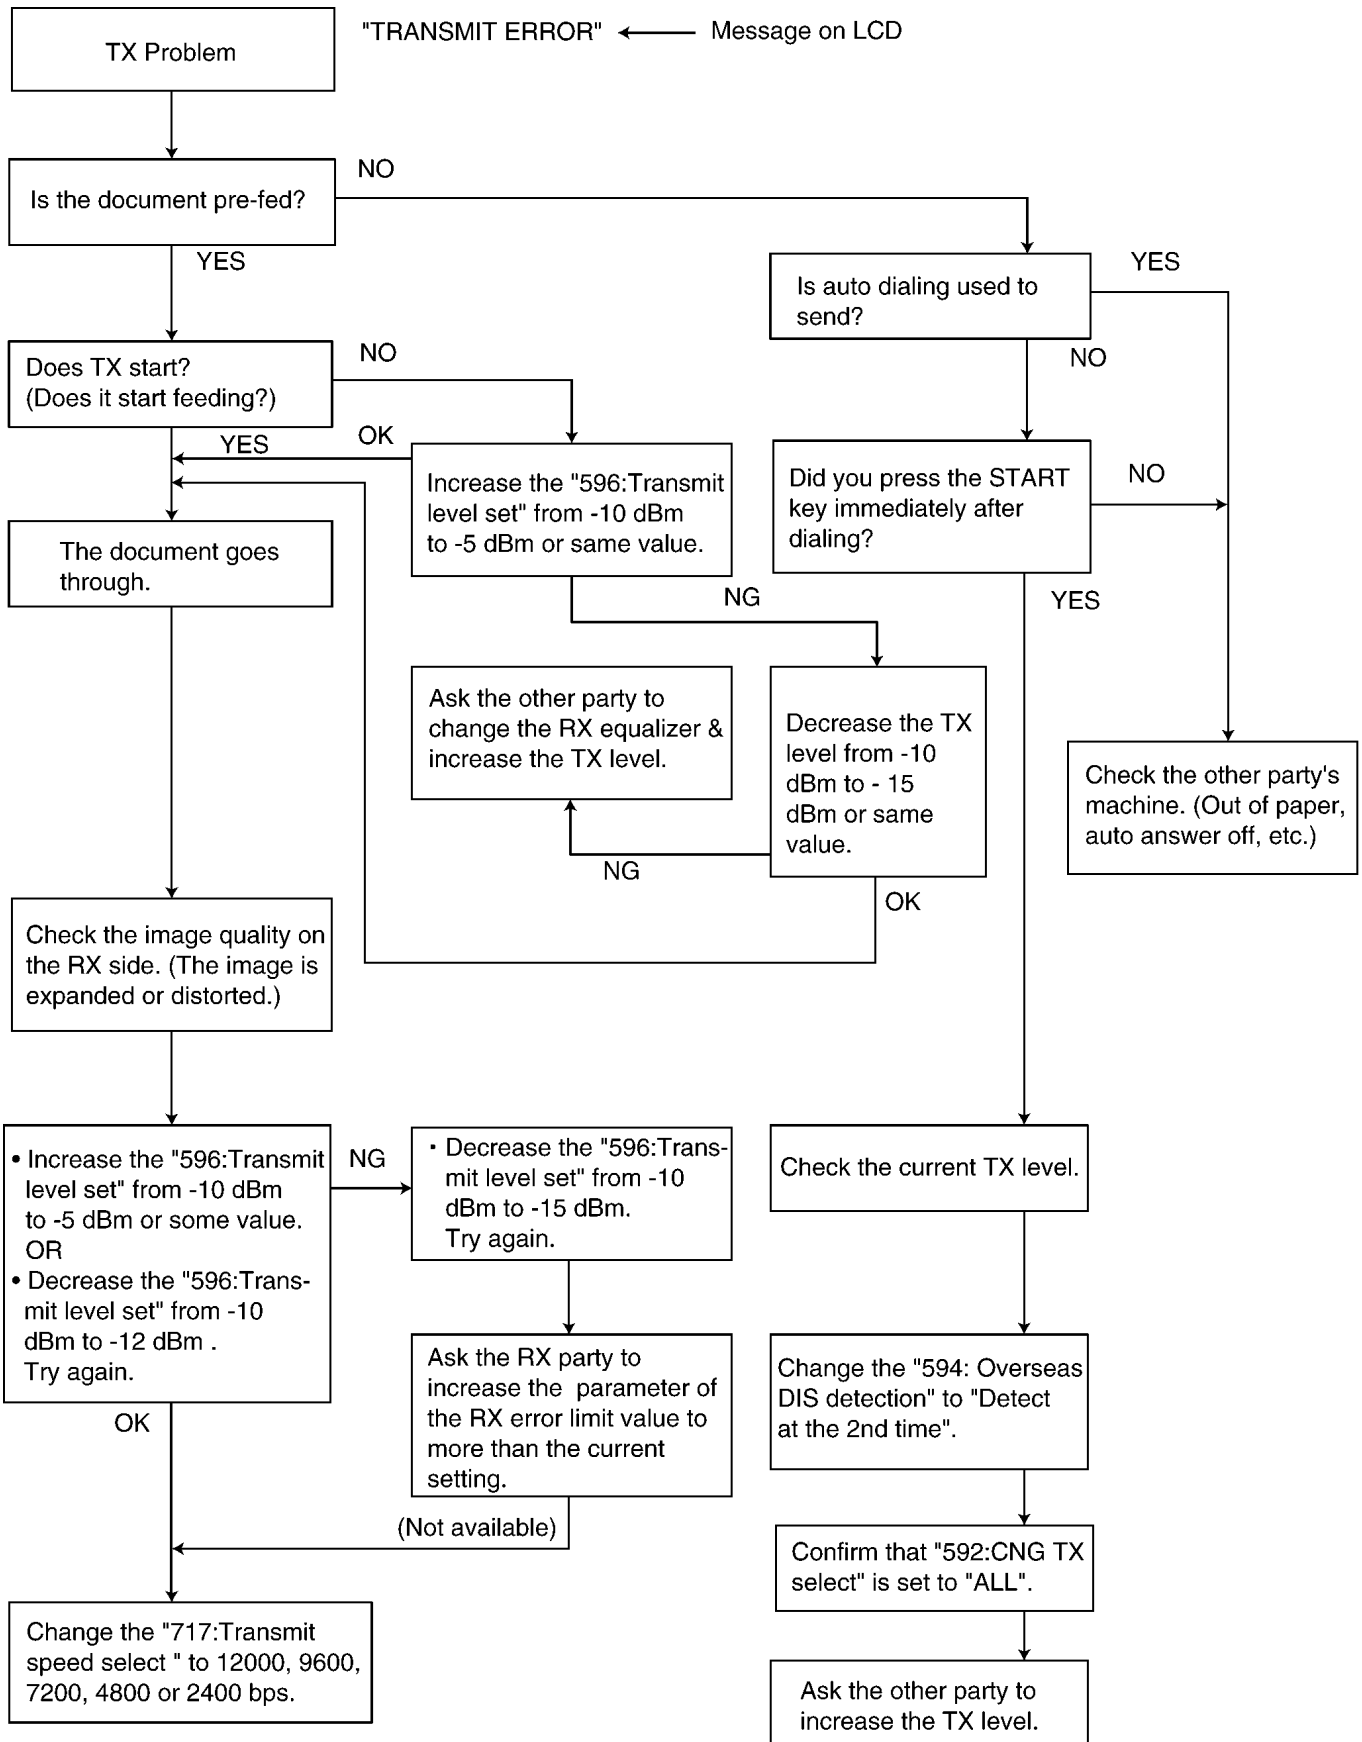 TX Problem
"TRANSMIT ERROR"
Message on LCD
Is the document pre-fed?
NO
YES
Is auto dialing used to
send?
YES
NO
Does TX start?
(Does it start feeding?)
NO
YES
OK
Increase the "596:Transmit
level set" from -10 dBm
to -5 dBm or same value.
NG
Did you press the START
key immediately after
dialing?
NO
YES
The document goes
through.
Ask the other party to
change the RX equalizer &
increase the TX level.
Decrease the TX
level from -10
dBm to - 15
dBm or same
value.
NG
OK
Check the other party's
machine. (Out of paper,
auto answer off, etc.)
Check the image quality on
the RX side. (The image is
expanded or distorted.)
• Increase the "596:Transmit
level set" from -10 dBm
to -5 dBm or some value.
OR
• Decrease the "596:Trans-
mit level set" from -10
dBm to -12 dBm .
Try again.
NG
OK
· Decrease the "596:Trans-
mit level set" from -10
dBm to -15 dBm.
Try again.
Ask the RX party to
increase the parameter of
the RX error limit value to
more than the current
setting.
(Not available)
Change the "717:Transmit
speed select " to 12000, 9600,
7200, 4800 or 2400 bps.
Check the current TX level.
Change the "594: Overseas
DIS detection" to "Detect
at the 2nd time".
Confirm that "592:CNG TX
select" is set to "ALL".
Ask the other party to
increase the TX level.